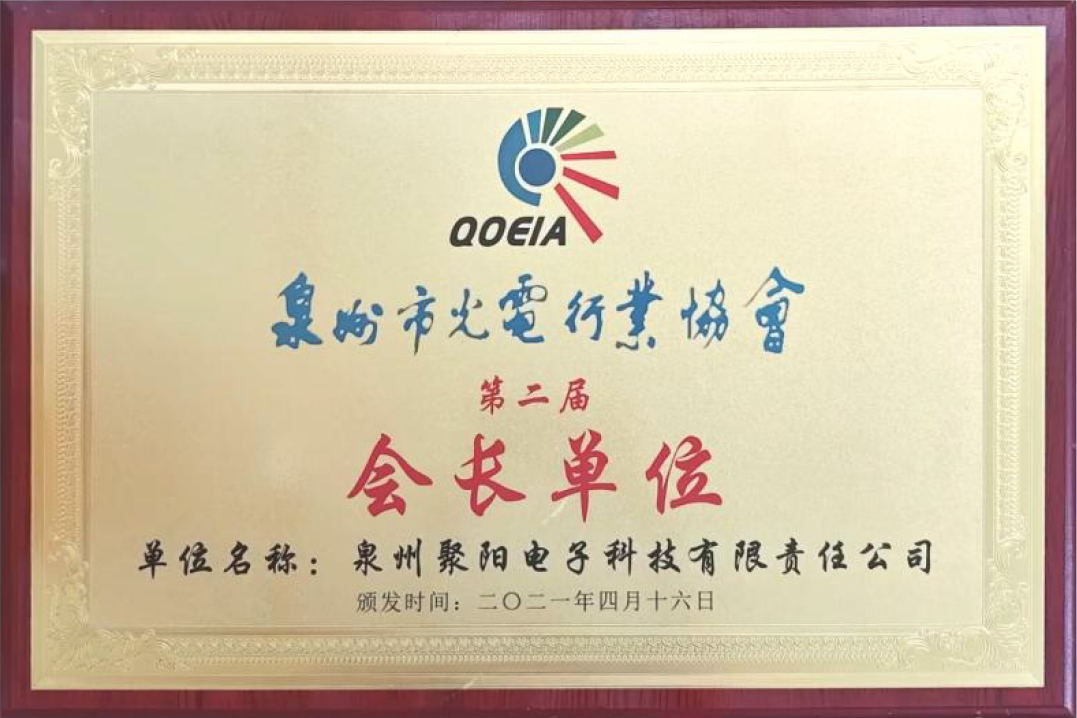 QOEIA
泉州市光電行業協會
第二届
会长单位
单位名称：泉州聚阳电子科技有限责任公司
颁发时间：二〇二一年四月十六日